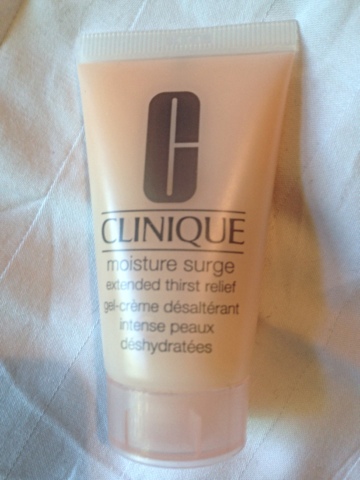 C
CLINIQUE
moisture surge
extended thirst relief
gel-crème désaltérant
intense peaux
déshydratées